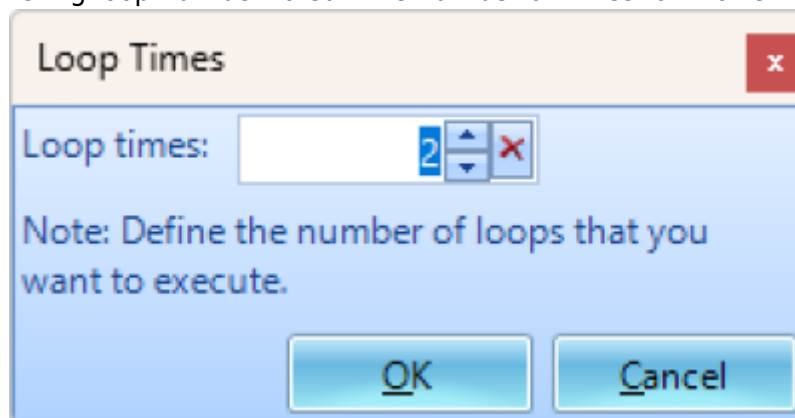 Loop Times
x
Loop times: 2
Note: Define the number of loops that you
want to execute.
OK Cancel